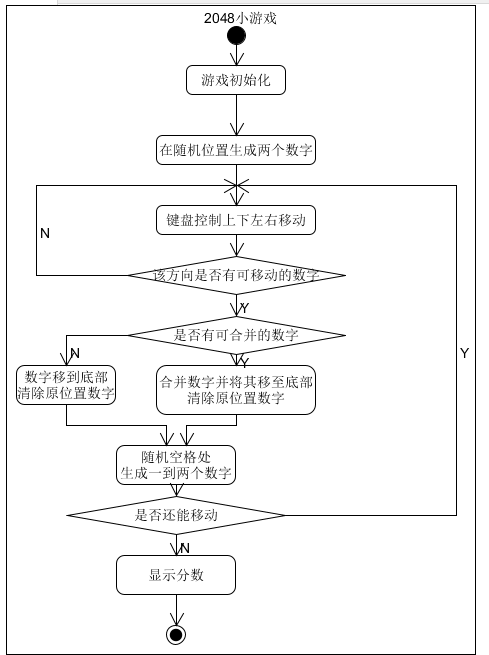 2048小游戏
游戏初始化
在随机位置生成两个数字
键盘控制上下左右移动
N
该方向是否有可移动的数字
Y
是否有可合并的数字
N
Y
Y
数字移到底部
清除原位置数字
合并数字并将其移至底部
清除原位置数字
随机空格处
生成一到两个数字
是否还能移动
N
显示分数